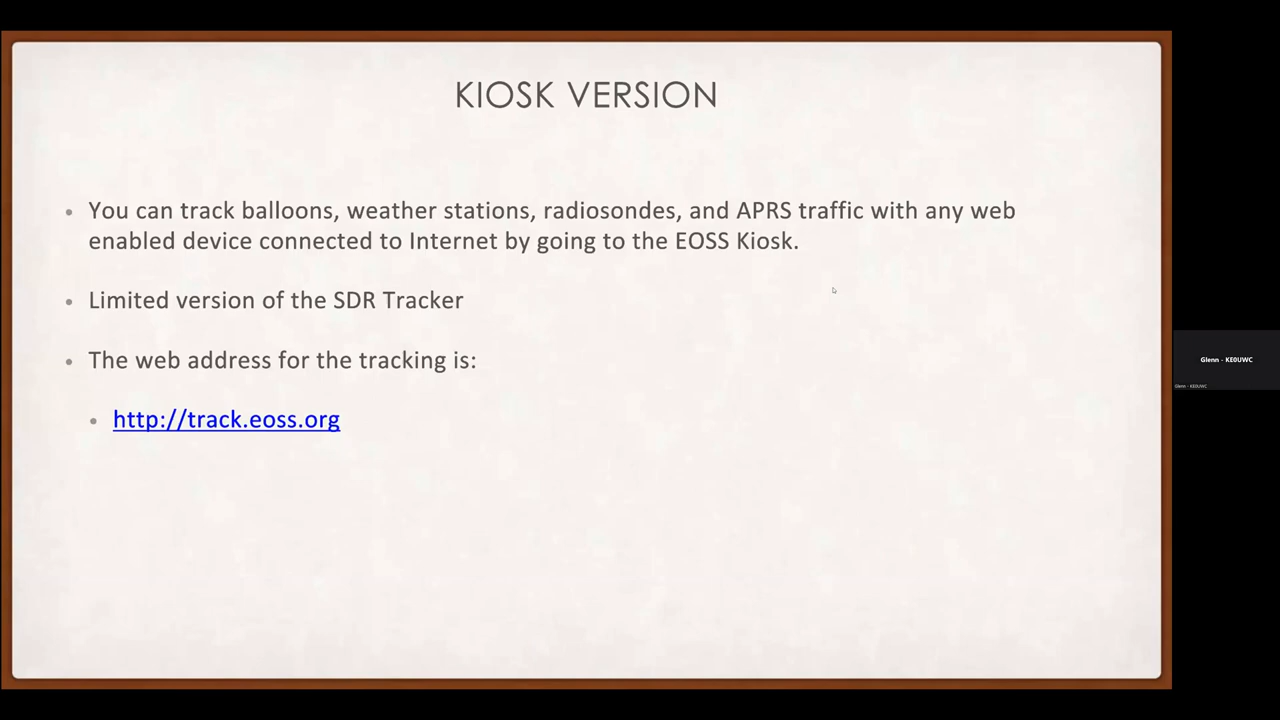 KIOSK VERSION
• You can track balloons, weather stations, radiosondes, and APRS traffic with any web
enabled device connected to Internet by going to the EOSS Kiosk.
• Limited version of the SDR Tracker
• The web address for the tracking is:
• http://track.eoss.org
Glenn - KE0UWC
Glenn - KE0UWC